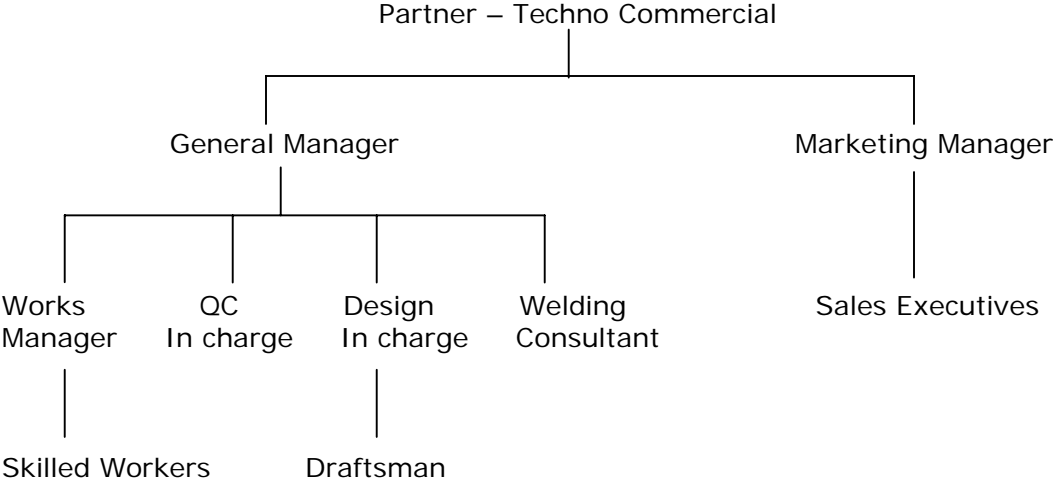 Partner – Techno Commercial
General Manager
Marketing Manager
Works
Manager
QC
In charge
Design
In charge
Welding
Consultant
Sales Executives
Skilled Workers
Draftsman